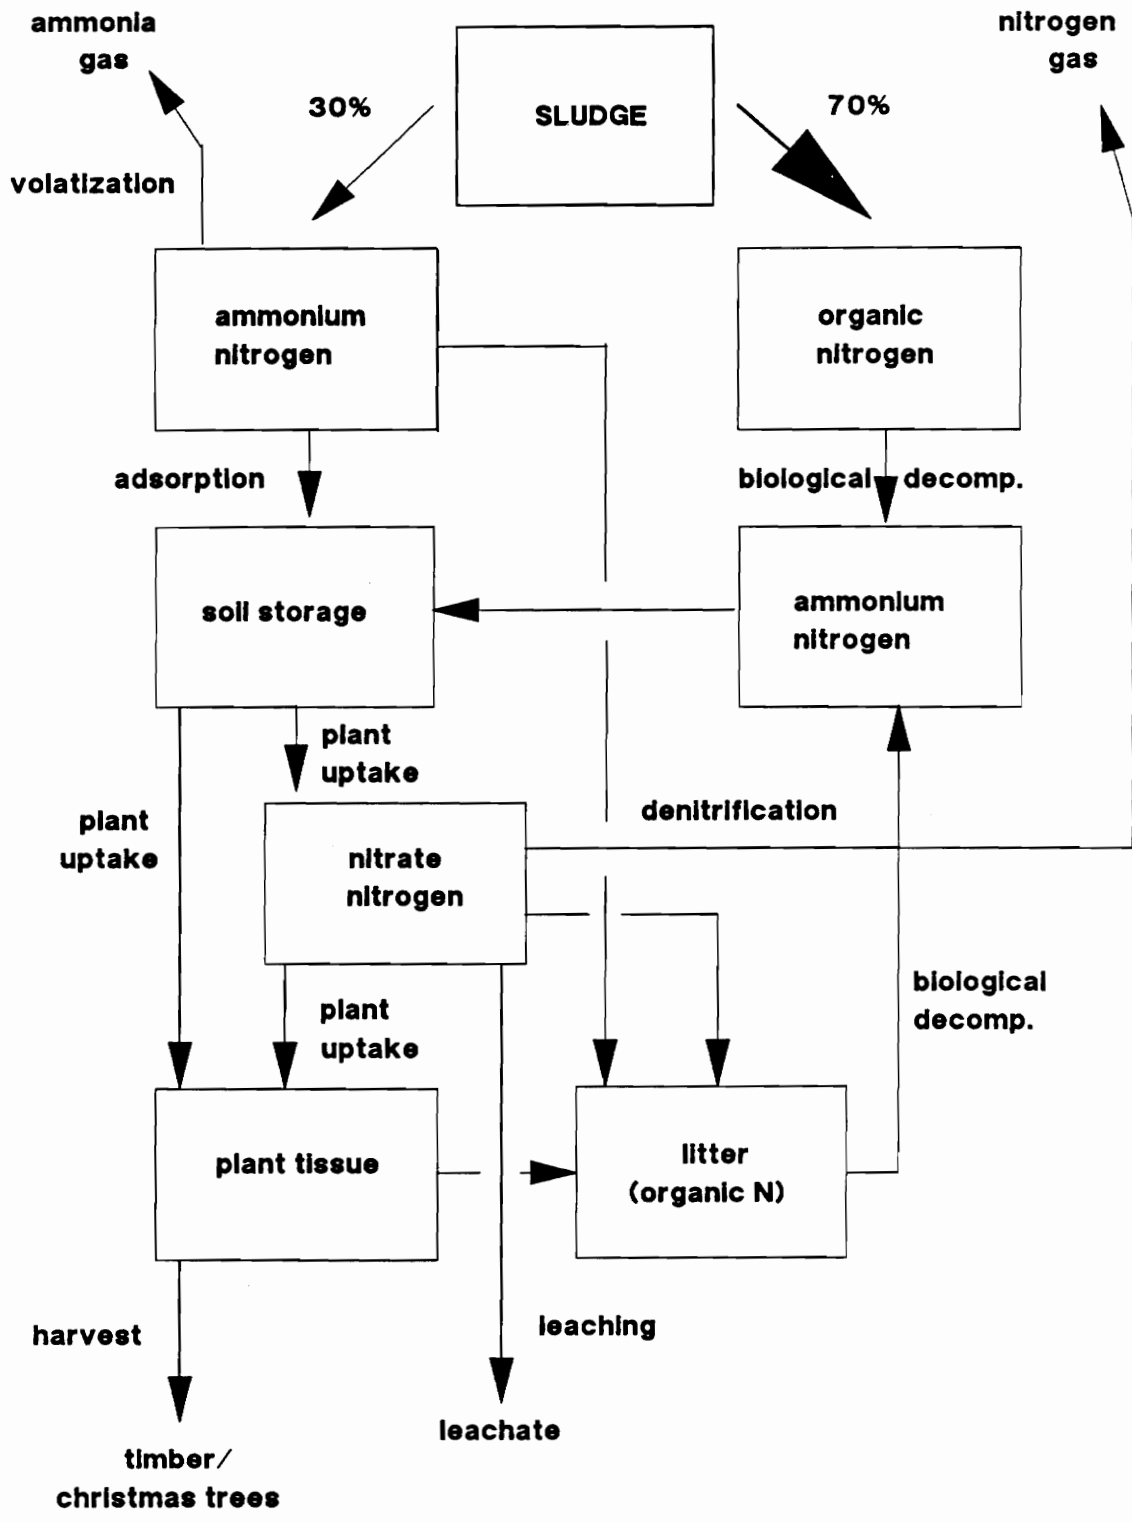 ammonia
gas
nitrogen
gas
30%
SLUDGE
70%
volatization
ammonium
nitrogen
organic
nitrogen
adsorption
biological decomp.
soil storage
ammonium
nitrogen
plant
uptake
plant
uptake
denitrification
nitrate
nitrogen
plant
uptake
biological
decomp.
plant tissue
litter
(organic N)
harvest
leaching
leachate
timber/
christmas trees